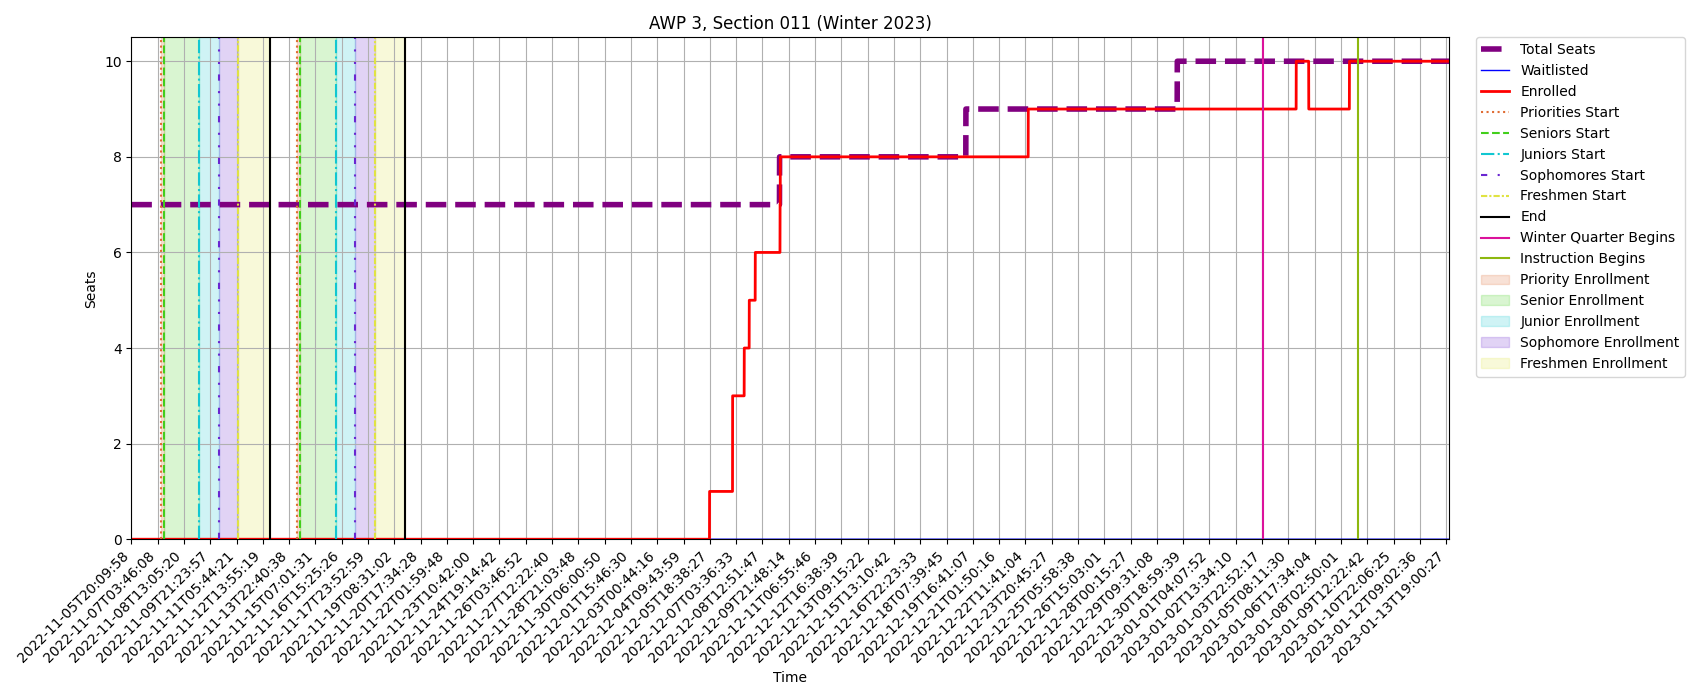 AWP 3, Section 011 (Winter 2023)
Seats
10
8
6
4
2
0
2022-11-05T20:09:58
2022-11-07T03:46:08
2022-11-08T13:05:20
2022-11-09T21:23:57
2022-11-11T05:44:21
2022-11-12T13:55:19
2022-11-13T22:40:38
2022-11-15T07:01:31
2022-11-16T15:25:26
2022-11-17T23:52:59
2022-11-19T08:31:02
2022-11-20T17:34:28
2022-11-22T01:59:48
2022-11-23T10:42:00
2022-11-24T19:14:42
2022-11-26T03:46:52
2022-11-27T12:22:40
2022-11-28T21:03:48
2022-11-30T06:00:50
2022-12-01T15:46:30
2022-12-03T00:44:16
2022-12-04T09:43:59
2022-12-05T18:38:27
2022-12-07T03:36:33
2022-12-08T12:51:47
2022-12-09T21:48:14
2022-12-11T06:55:46
2022-12-12T16:38:39
2022-12-13T09:15:22
2022-12-15T13:10:42
2022-12-16T22:23:33
2022-12-18T07:39:45
2022-12-19T16:41:07
2022-12-21T01:50:16
2022-12-22T11:41:04
2022-12-23T20:45:27
2022-12-25T05:58:38
2022-12-26T15:03:01
2022-12-28T00:15:27
2022-12-29T09:31:08
2022-12-30T18:59:39
2023-01-01T04:07:52
2023-01-02T13:34:10
2023-01-03T22:52:17
2023-01-05T08:11:30
2023-01-06T17:34:04
2023-01-08T02:50:01
2023-01-09T12:22:42
2023-01-10T22:06:25
2023-01-12T09:02:36
2023-01-13T19:00:27
Time
Total Seats
Waitlisted
Enrolled
Priorities Start
Seniors Start
Juniors Start
Sophomores Start
Freshmen Start
End
Winter Quarter Begins
Instruction Begins
Priority Enrollment
Senior Enrollment
Junior Enrollment
Sophomore Enrollment
Freshmen Enrollment